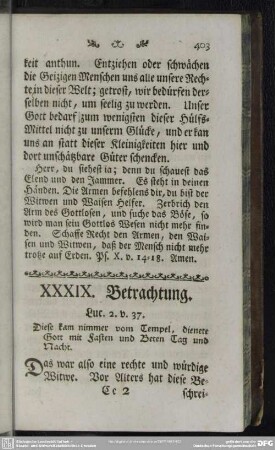 403
keit anthun. Entziehen oder schwächen
die Geizigen Menschen uns alle unsere Rech-
te in dieser Welt; getrost, wir bedürfen der-
selben nicht, um seelig zu werden. Unser
Gott bedarf zum wenigsten dieser Hülfs-
Mittel nicht zu unserm Glücke, und er kan
uns an statt dieser Kleinigkeiten hier und
dort unschätzbare Güter schencken.
Herr, du siehest ia; denn du schauest das
Elend und den Jammer. Es steht in deinen
Händen. Die Armen befehlens dir, du bist der
Witwen und Waisen Helfer. Zerbrich den
Arm des Gottlosen, und suche das Böse, so
wird man sein Gottlos Wesen nicht mehr fin-
den. Schaffe Recht den Armen, den Wai-
sen und Witwen, daß der Mensch nicht mehr
trotze auf Erden. Ps. X. v. 14-18. Amen.
XXXIX. Betrachtung.
Luc. 2. v. 37.
Diese kam nimmer vom Tempel, dienete
Gott mit Fasten und Beten Tag und
Nacht.
Das war also eine rechte und würdige
Witwe. Vor Alters hat diese Be-
Cc 2
schrei-